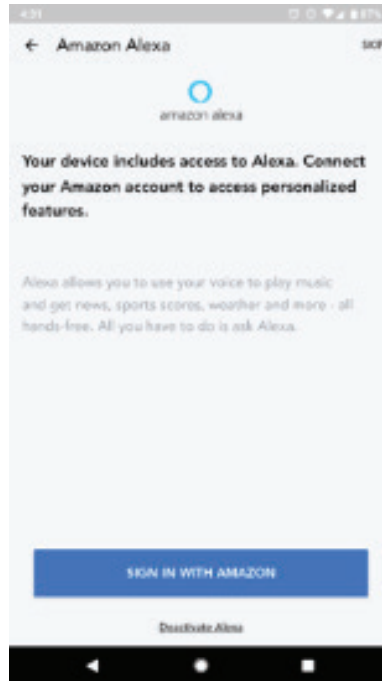 4:31
Amazon Alexa
amazon alexa
Your device includes access to Alexa. Connect
your Amazon account to access personalized
features.
Alexa allows you to use your voice to play music
and get news, sports scores, weather and more - all
hands-free. All you have to do is ask Alexa.
SIGN IN WITH AMAZON
Deactivate Alexa